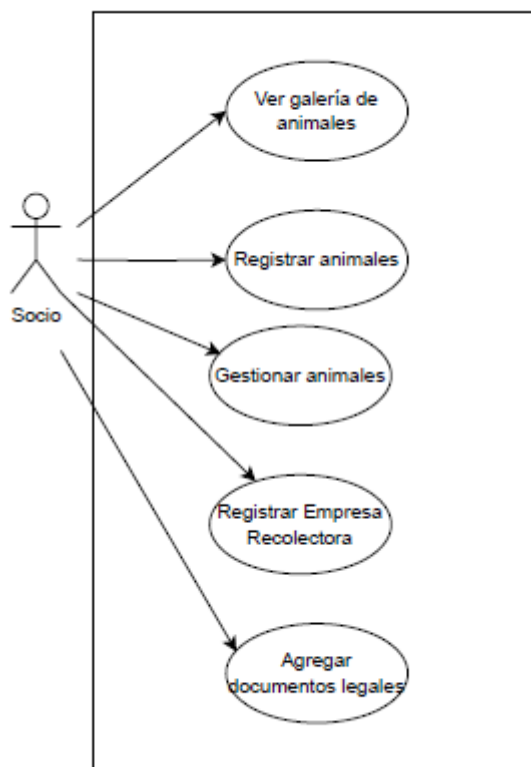 Ver galería de
animales
Registrar animales
Socio
Gestionar animales
Registrar Empresa
Recolectora
Agregar
documentos legales